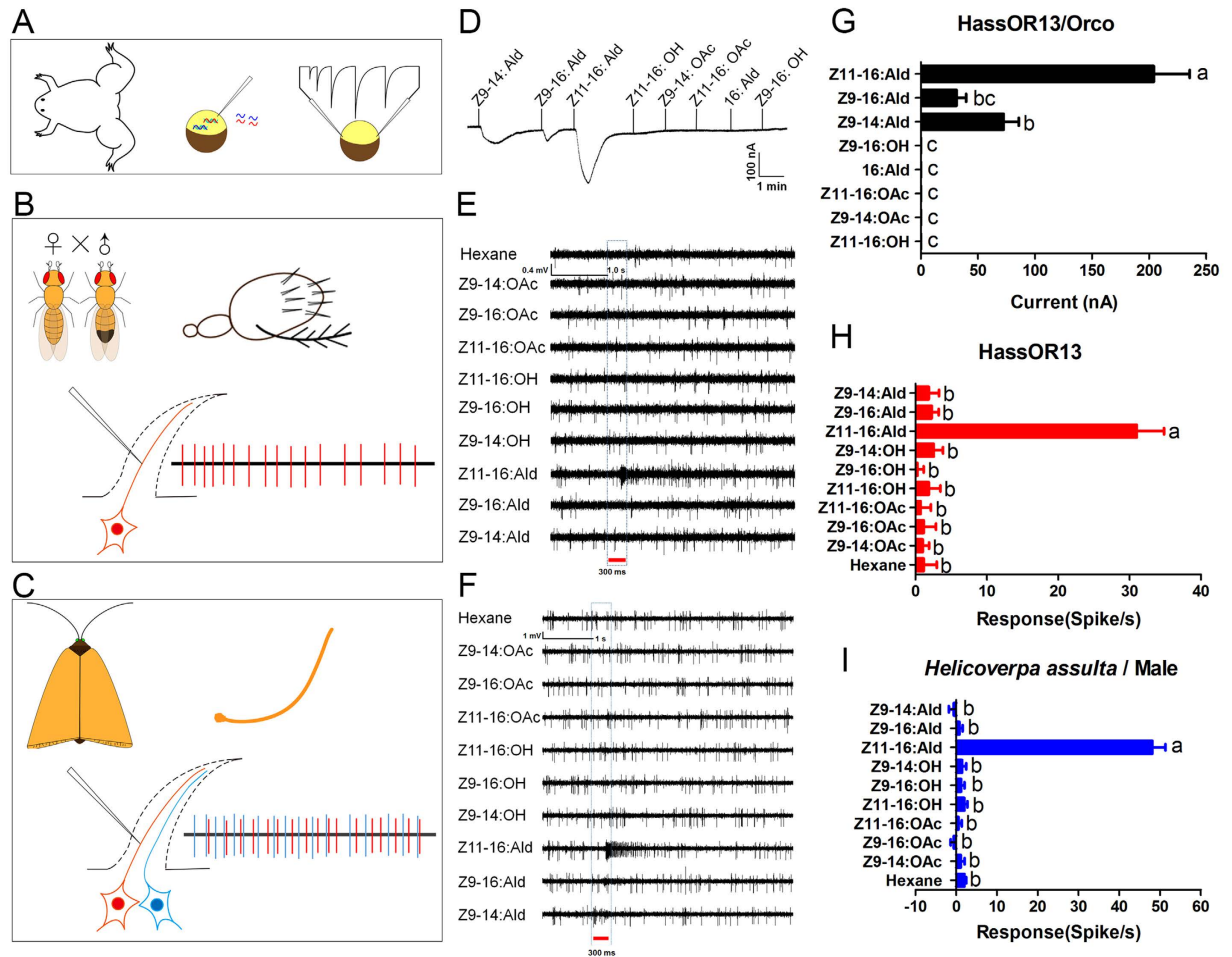 A
B
♀ × ♂
C
D
Z9-14: Ald
Z9-16: Ald
Z11-16: Ald
Z11-16: OH
Z9-14: OAc
Z11-16: OAc
16: Ald
Z9-16: OH
100 nA
1 min
E
Hexane
0.4 mV
1.0 s
Z9-14:OAc
Z9-16:OAc
Z11-16:OAc
Z11-16:OH
Z9-16:OH
Z9-14:OH
Z11-16:Ald
Z9-16:Ald
Z9-14:Ald
300 ms
F
Hexane
1 mV
1 s
Z9-14:OAc
Z9-16:OAc
Z11-16:OAc
Z11-16:OH
Z9-16:OH
Z9-14:OH
Z11-16:Ald
Z9-16:Ald
Z9-14:Ald
300 ms
G
HassOR13/Orco
Z11-16:Ald a
Z9-16:Ald bc
Z9-14:Ald b
Z9-16:OH c
16:Ald c
Z11-16:OAc c
Z9-14:OAc c
Z11-16:OH c
0 50 100 150 200 250
Current (nA)
H
HassOR13
Z9-14:Ald b
Z9-16:Ald b
Z11-16:Ald a
Z9-14:OH b
Z9-16:OH b
Z11-16:OH b
Z11-16:OAc b
Z9-16:OAc b
Z9-14:OAc b
Hexane b
0 10 20 30 40
Response(Spike/s)
I
Helicoverpa assulta / Male
Z9-14:Ald b
Z9-16:Ald b
Z11-16:Ald a
Z9-14:OH b
Z9-16:OH b
Z11-16:OH b
Z11-16:OAc b
Z9-16:OAc b
Z9-14:OAc b
Hexane b
-10 0 10 20 30 40 50 60
Response(Spike/s)